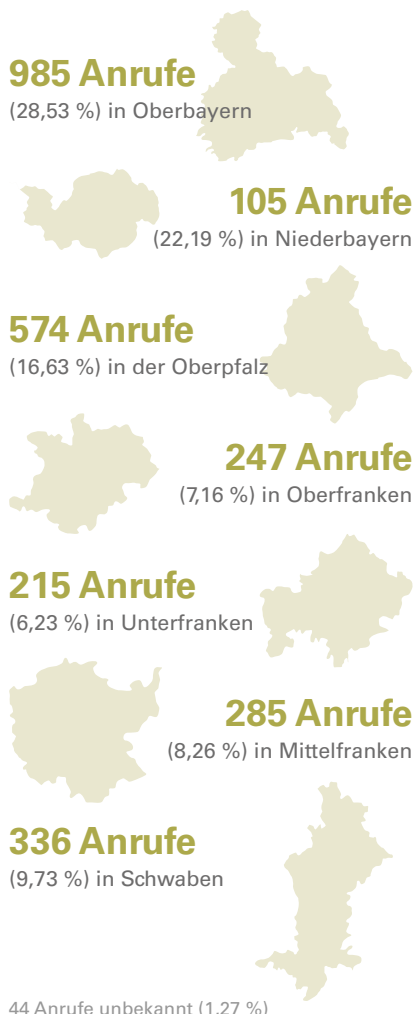 985 Anrufe
(28,53 %) in Oberbayern
105 Anrufe
(22,19 %) in Niederbayern
574 Anrufe
(16,63 %) in der Oberpfalz
247 Anrufe
(7,16 %) in Oberfranken
215 Anrufe
(6,23 %) in Unterfranken
285 Anrufe
(8,26 %) in Mittelfranken
336 Anrufe
(9,73 %) in Schwaben
44 Anrufe unbekannt (1,27 %)